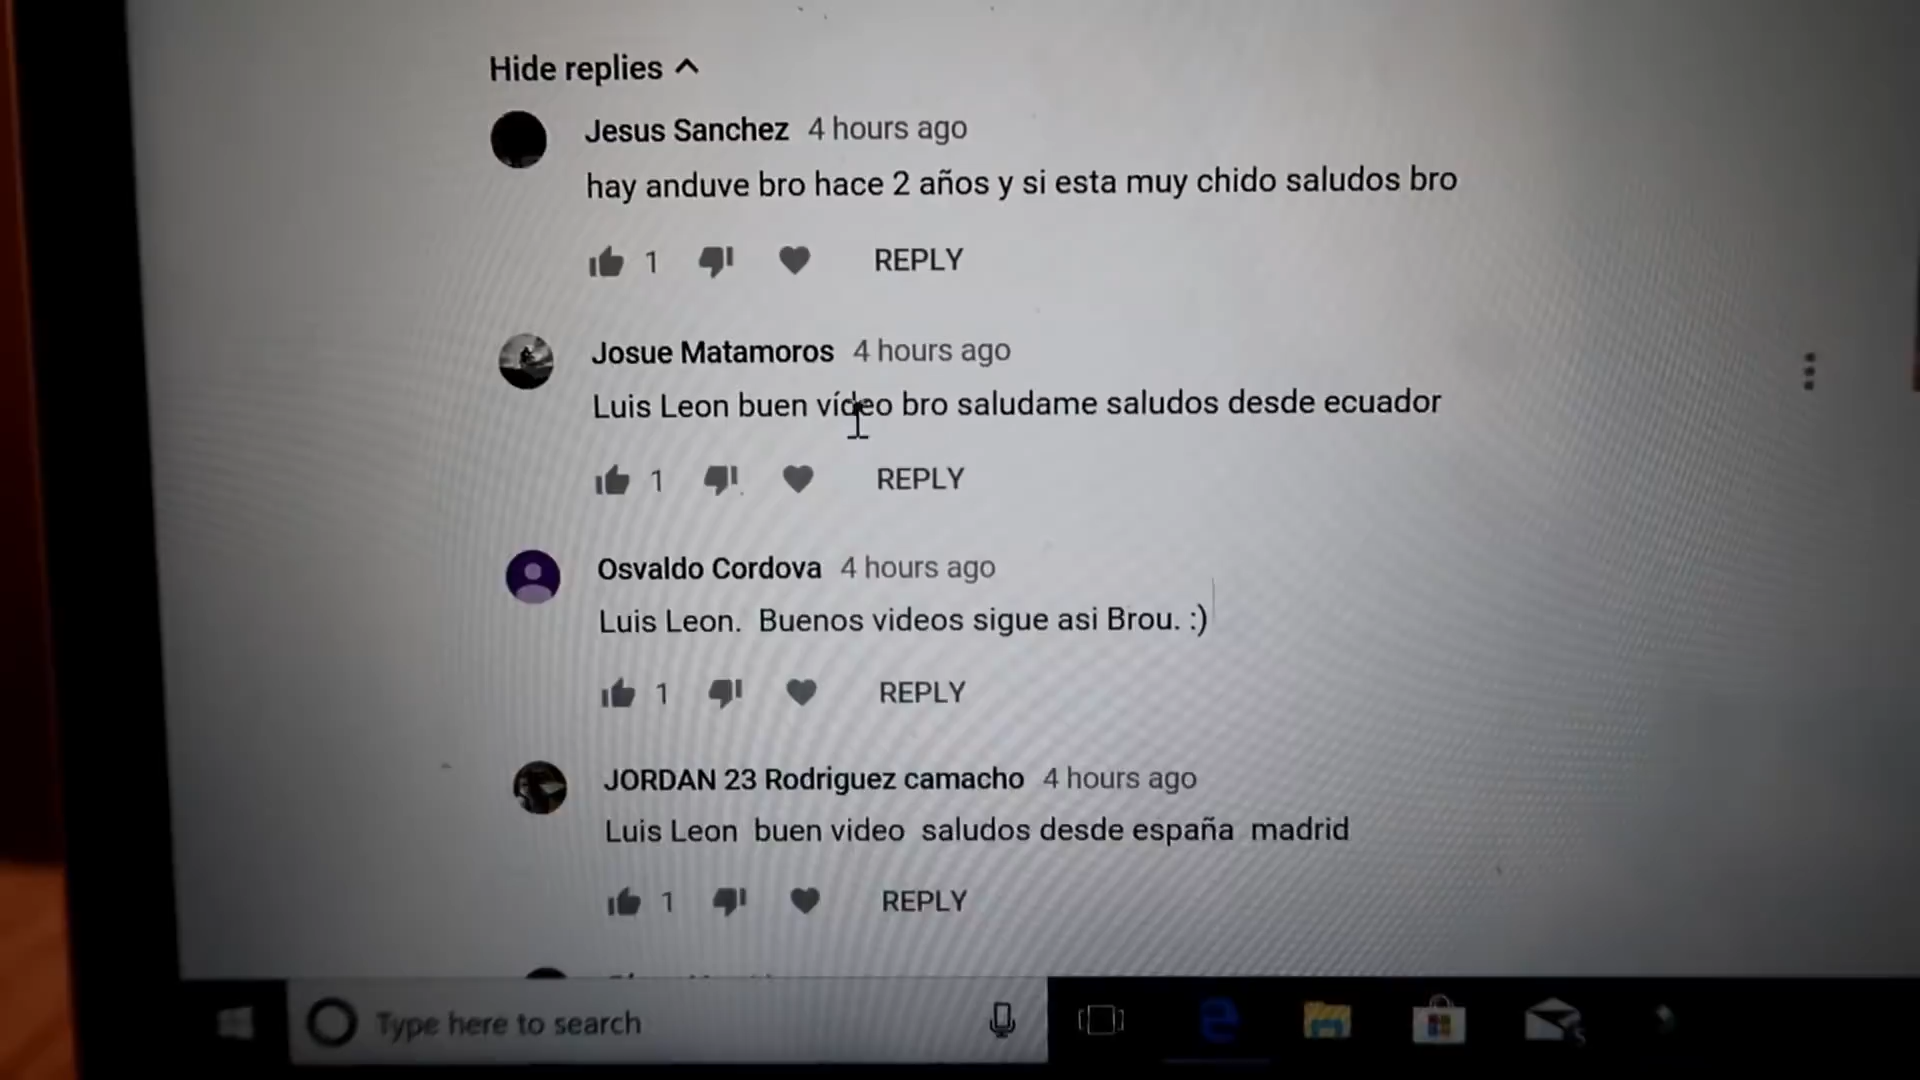 Hide replies
Jesus Sanchez 4 hours ago
hay anduve bro hace 2 años y si esta muy chido saludos bro
1 REPLY
Josue Matamoros 4 hours ago
Luis Leon buen vídeo bro saludame saludos desde ecuador
1 REPLY
Osvaldo Cordova 4 hours ago
Luis Leon. Buenos videos sigue asi Brou. :)
1 REPLY
JORDAN 23 Rodriguez camacho 4 hours ago
Luis Leon buen video saludos desde españa madrid
1 REPLY
Type here to search